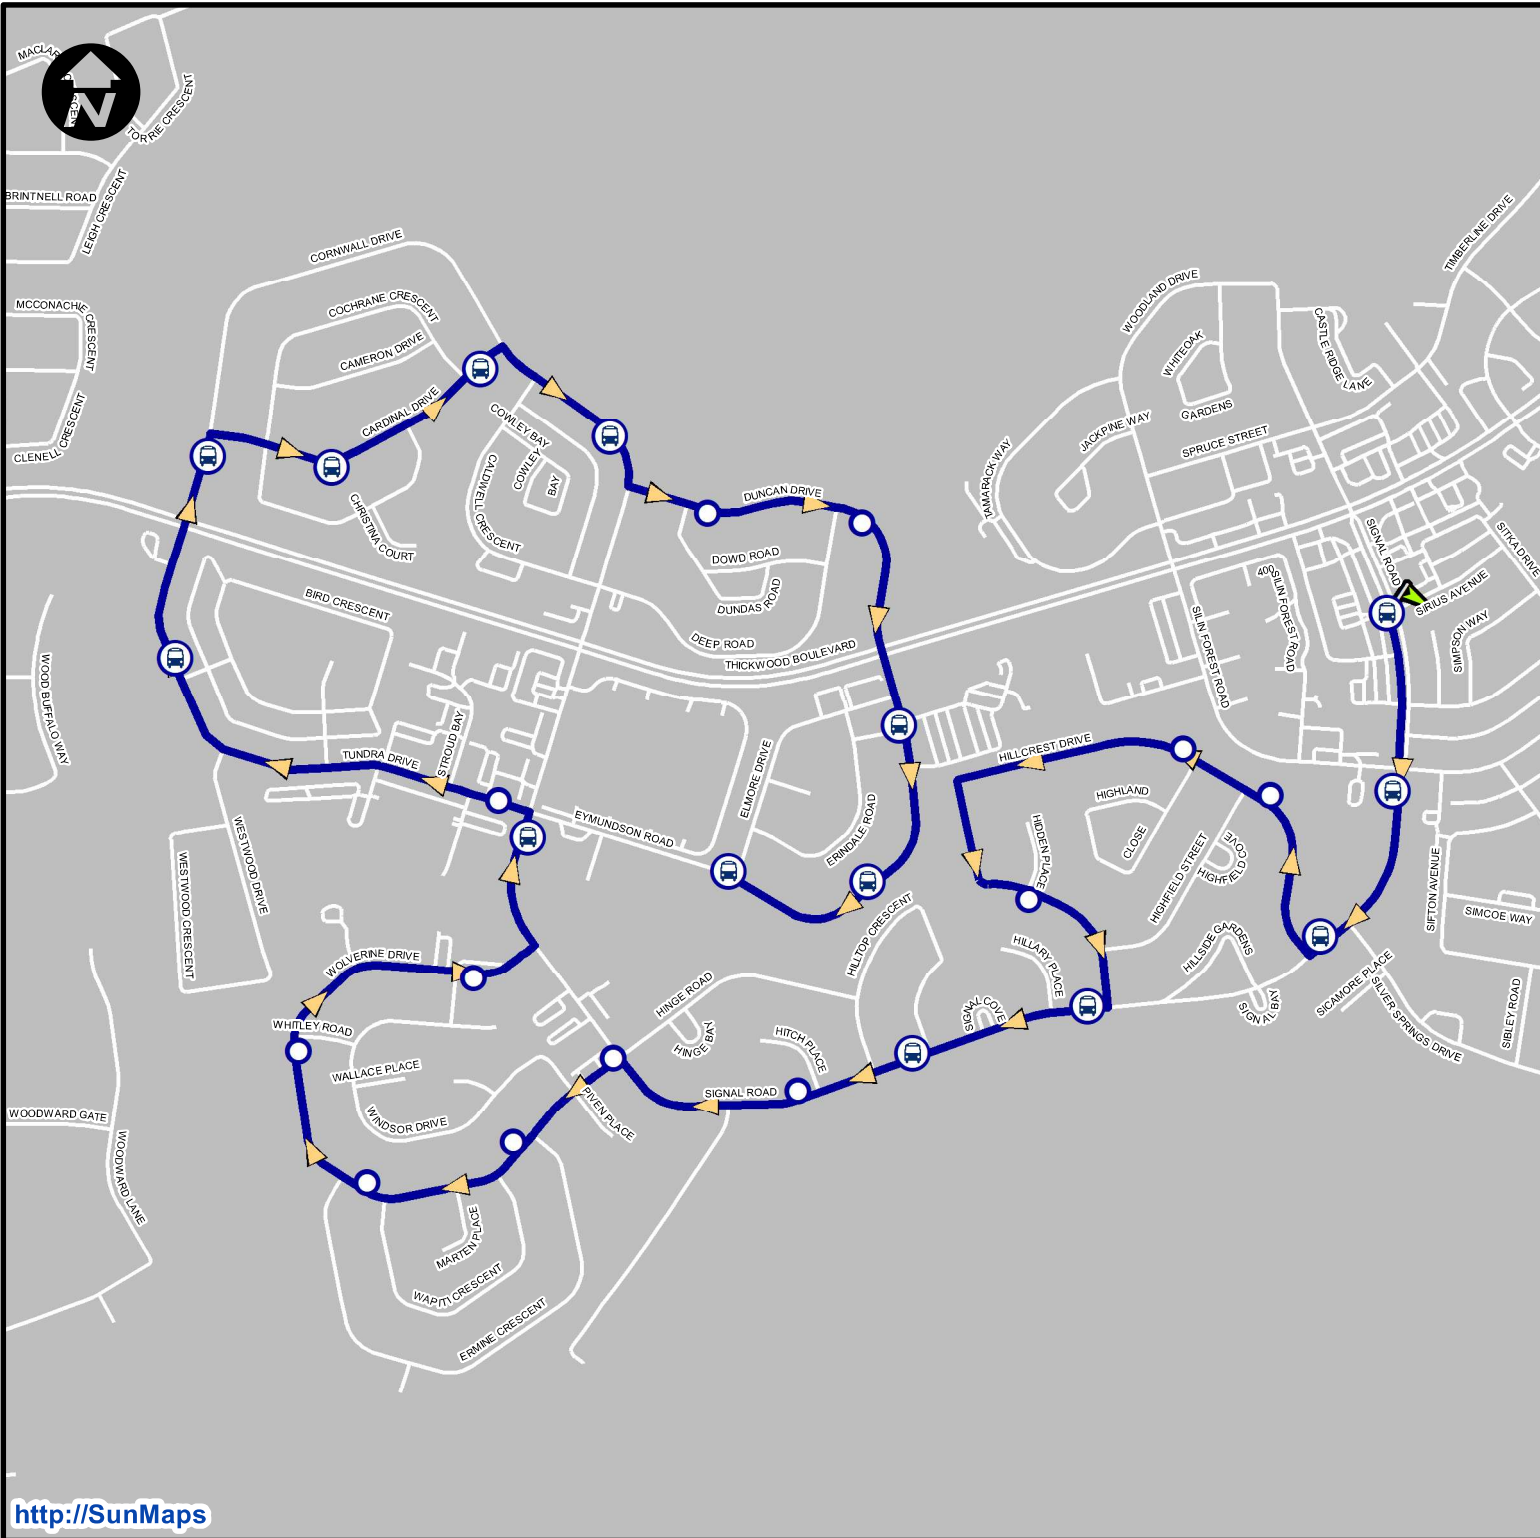 MACLAR
CRESCEN
TORRIE CRESCENT
BRINTNELL ROAD
LEIGH CRESCENT
N
MCCONACHIE CRESCENT
CLENELL CRESCENT
CORNWALL DRIVE
COCHRANE CRESCENT
CAMERON DRIVE
CARDINAL DRIVE
CHRISTINA COURT
COWLEY BAY
COWLEY
BAY
CALDWELL CRESCENT
DUNCAN DRIVE
DOWD ROAD
DUNDAS ROAD
DEEP ROAD
THICKWOOD BOULEVARD
BIRD CRESCENT
TIMBERLINE DRIVE
WOODLAND DRIVE
WHITEOAK
GARDENS
CASTLE RIDGE LANE
JACKPINE WAY
SPRUCE STREET
TAMARACK WAY
SIGNAL ROAD
SITKA DRIVE
SIRIUS AVENUE
SIMPSON WAY
400
SILIN FOREST ROAD
SILIN FOREST ROAD
WOOD BUFFALO WAY
STROUD BAY
TUNDRA DRIVE
ELMORE DRIVE
EYMUNDSON ROAD
ERINDALE ROAD
HILLCREST DRIVE
HIGHLAND
CLOSE
HIDDEN PLACE
HIGHFIELD STREET
HIGHFIELD COVE
SIFTON AVENUE
SIMCOE WAY
WESTWOOD DRIVE
WESTWOOD CRESCENT
WOLVERINE DRIVE
HILLTOP CRESCENT
HILLARY PLACE
HILLSIDE GARDENS
SIGNAL BAY
SICAMORE PLACE
SILVER SPRINGS DRIVE
SIBLEY ROAD
HINGE ROAD
HINGE BAY
SIGNAL COVE
HITCH PLACE
SIGNAL ROAD
WHITLEY ROAD
WALLACE PLACE
WINDSOR DRIVE
PIVEN PLACE
WOODWARD GATE
WOODWARD LANE
MARTEN PLACE
WAPITI CRESCENT
ERMINE CRESCENT
http://SunMaps